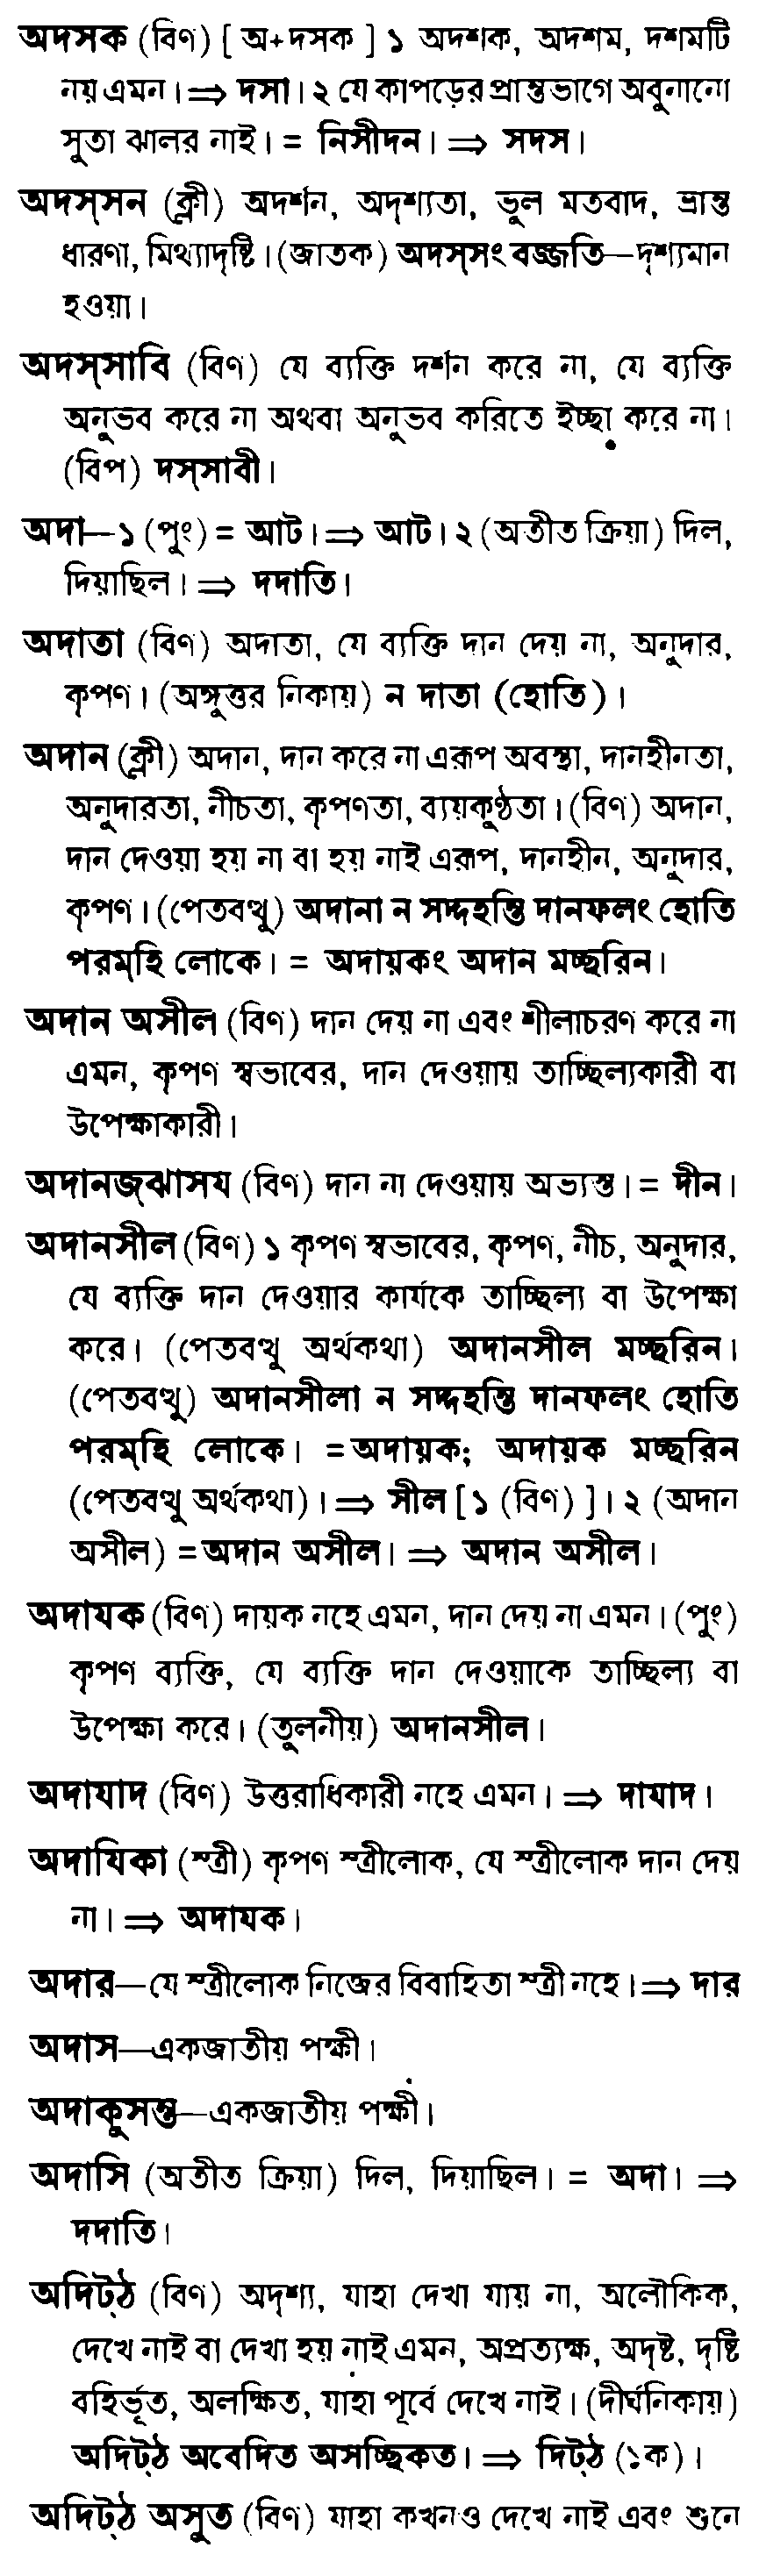 অদসক (বিণ) [ অ+দসক ] ১ অদশক, অদশম, দশমটি
নয় এমন। ⇒ দসা। ২ যে কাপড়ের প্রান্তভাগে অবুনানো
সুতা ঝালর নাই। = নিসীদন। ⇒ সদস।
অদস্সন (ক্লী) অদর্শন, অদৃশ্যতা, ভুল মতবাদ, ভ্রান্ত
ধারণা, মিথ্যাদৃষ্টি। (জাতক) অদস্সং বজ্জতি—দৃশ্যমান
হওয়া।
অদস্সাবি (বিণ) যে ব্যক্তি দর্শন করে না, যে ব্যক্তি
অনুভব করে না অথবা অনুভব করিতে ইচ্ছা করে না।
(বিপ) দস্সাবী।
অদা—১ (পুং) = আট। ⇒ আট। ২ (অতীত ক্রিয়া) দিল,
দিয়াছিল। ⇒ দদাতি।
অদাতা (বিণ) অদাতা, যে ব্যক্তি দান দেয় না, অনুদার,
কৃপণ। (অঙ্গুত্তর নিকায়) ন দাতা (হোতি)।
অদান (ক্লী) অদান, দান করে না এরূপ অবস্থা, দানহীনতা,
অনুদারতা, নীচতা, কৃপণতা, ব্যয়কুণ্ঠতা। (বিণ) অদান,
দান দেওয়া হয় না বা হয় নাই এরূপ, দানহীন, অনুদার,
কৃপণ। (পেতবত্থু) অদানা ন সদ্দহন্তি দানফলং হোতি
পরম্হি লোকে। = অদায়কং অদান মচ্ছরিন।
অদান অসীল (বিণ) দান দেয় না এবং শীলাচরণ করে না
এমন, কৃপণ স্বভাবের, দান দেওয়ায় তাচ্ছিল্যকারী বা
উপেক্ষাকারী।
অদানজ্ঝাসয (বিণ) দান না দেওয়ায় অভ্যস্ত। = দীন।
অদানসীল (বিণ) ১ কৃপণ স্বভাবের, কৃপণ, নীচ, অনুদার,
যে ব্যক্তি দান দেওয়ার কার্যকে তাচ্ছিল্য বা উপেক্ষা
করে। (পেতবত্থু অর্থকথা) অদানসীল মচ্ছরিন।
(পেতবত্থু) অদানসীলা ন সদ্দহন্তি দানফলং হোতি
পরম্হি লোকে। = অদায়ক; অদায়ক মচ্ছরিন
(পেতবত্থু অর্থকথা)। ⇒ সীল [ ১ (বিণ) ]। ২ (অদান
অসীল) = অদান অসীল। ⇒ অদান অসীল।
অদাযক (বিণ) দায়ক নহে এমন, দান দেয় না এমন। (পুং)
কৃপণ ব্যক্তি, যে ব্যক্তি দান দেওয়াকে তাচ্ছিল্য বা
উপেক্ষা করে। (তুলনীয়) অদানসীল।
অদাযাদ (বিণ) উত্তরাধিকারী নহে এমন। ⇒ দাযাদ।
অদাযিকা (স্ত্রী) কৃপণ স্ত্রীলোক, যে স্ত্রীলোক দান দেয়
না। ⇒ অদাযক।
অদার—যে স্ত্রীলোক নিজের বিবাহিতা স্ত্রী নহে। ⇒ দার
অদাস—একজাতীয় পক্ষী।
অদাকুসন্ত—একজাতীয় পক্ষী।
অদাসি (অতীত ক্রিয়া) দিল, দিয়াছিল। = অদা। ⇒
দদাতি।
অদিট্ঠ (বিণ) অদৃশ্য, যাহা দেখা যায় না, অলৌকিক,
দেখে নাই বা দেখা হয় নাই এমন, অপ্রত্যক্ষ, অদৃষ্ট, দৃষ্টি
বহির্ভূত, অলক্ষিত, যাহা পূর্বে দেখে নাই। (দীর্ঘনিকায়)
অদিট্ঠ অবেদিত অসচ্ছিকত। ⇒ দিট্ঠ (১ক)।
অদিট্ঠ অসুত (বিণ) যাহা কখনও দেখে নাই এবং শুনে